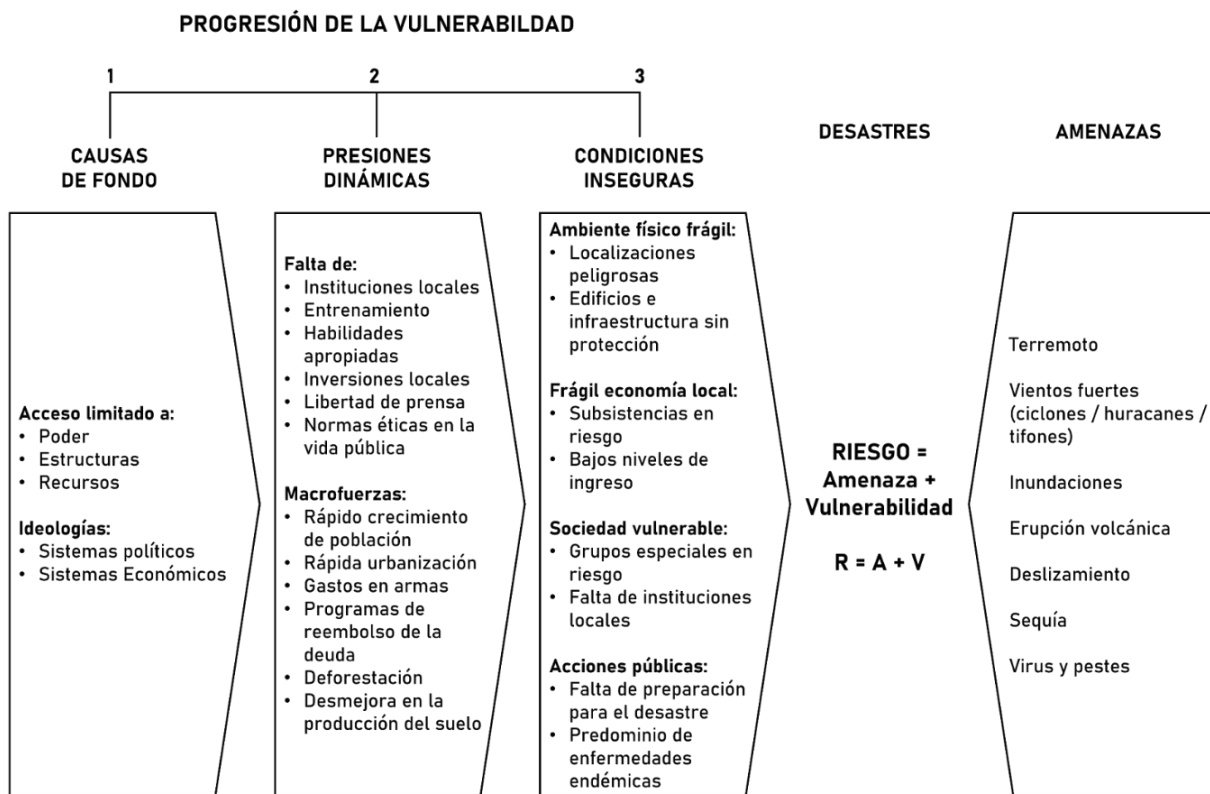 PROGRESIÓN DE LA VULNERABILDAD
1
2
3
CAUSAS
DE FONDO
PRESIONES
DINÁMICAS
CONDICIONES
INSEGURAS
DESASTRES
AMENAZAS
Acceso limitado a:
• Poder
• Estructuras
• Recursos
Ideologías:
• Sistemas políticos
• Sistemas Económicos
Falta de:
• Instituciones locales
• Entrenamiento
• Habilidades
apropiadas
• Inversiones locales
• Libertad de prensa
• Normas éticas en la
vida pública
Macrofuerzas:
• Rápido crecimiento
de población
• Rápida urbanización
• Gastos en armas
• Programas de
reembolso de la
deuda
• Deforestación
• Desmejora en la
producción del suelo
Ambiente físico frágil:
• Localizaciones
peligrosas
• Edificios e
infraestructura sin
protección
Frágil economía local:
• Subsistencias en
riesgo
• Bajos niveles de
ingreso
Sociedad vulnerable:
• Grupos especiales en
riesgo
• Falta de instituciones
locales
Acciones públicas:
• Falta de preparación
para el desastre
• Predominio de
enfermedades
endémicas
RIESGO =
Amenaza +
Vulnerabilidad
R = A + V
Terremoto
Vientos fuertes
(ciclones / huracanes /
tifones)
Inundaciones
Erupción volcánica
Deslizamiento
Sequía
Virus y pestes